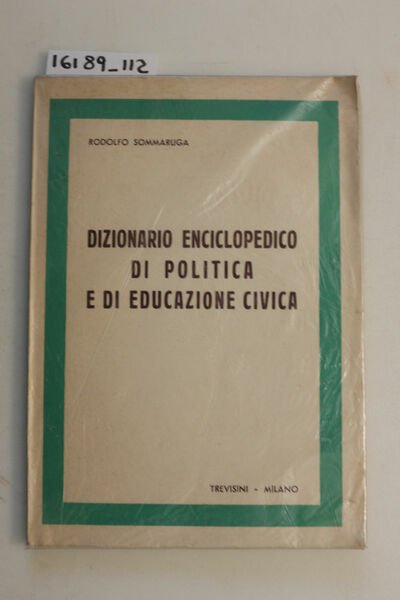 16189_112
RODOLFO SOMMARUGA
DIZIONARIO ENCICLOPEDICO
DI POLITICA
E DI EDUCAZIONE CIVICA
TREVISINI - MILANO